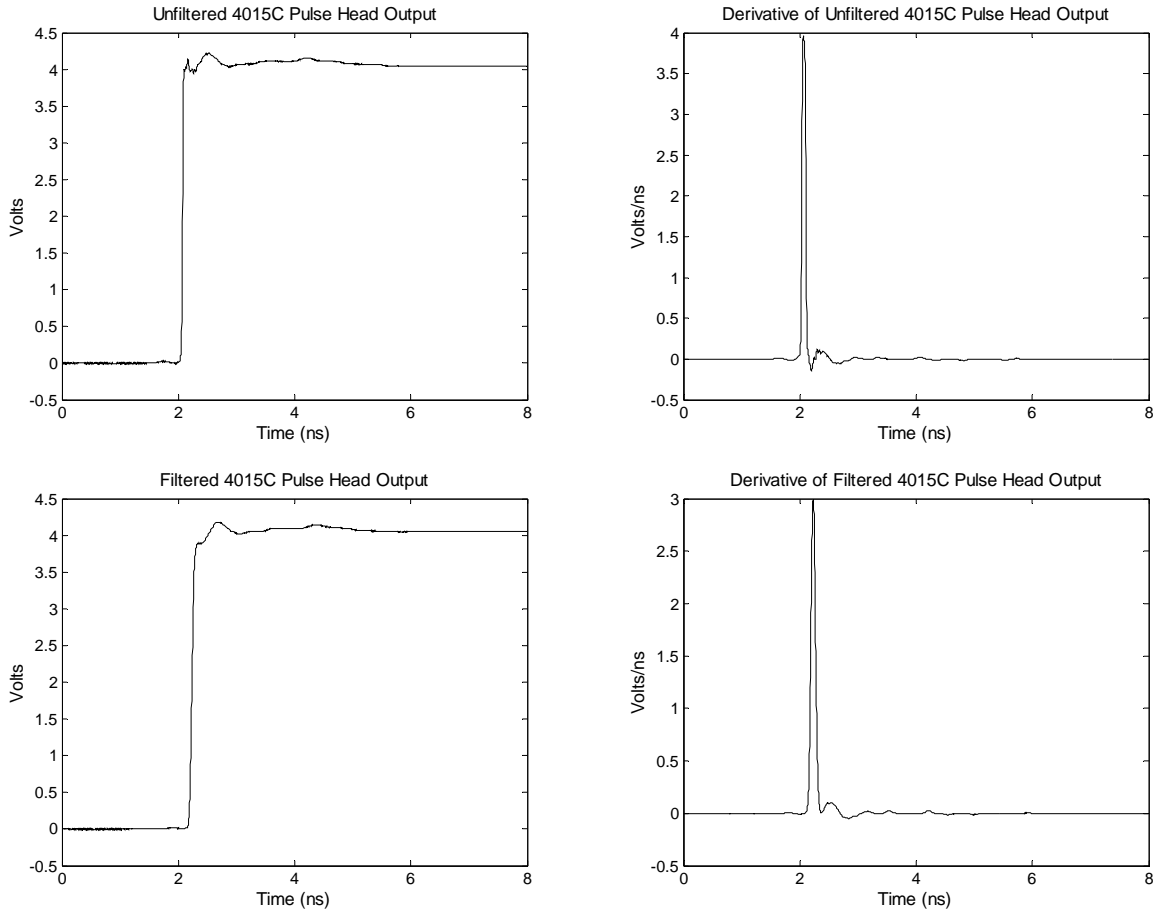 Unfiltered 4015C Pulse Head Output
4.5
4
3.5
3
2.5
2
1.5
1
0.5
0
-0.5
Volts
0 2 4 6 8
Time (ns)
Derivative of Unfiltered 4015C Pulse Head Output
4
3.5
3
2.5
2
1.5
1
0.5
0
-0.5
Volts/ns
0 2 4 6 8
Time (ns)
Filtered 4015C Pulse Head Output
4.5
4
3.5
3
2.5
2
1.5
1
0.5
0
-0.5
Volts
0 2 4 6 8
Time (ns)
Derivative of Filtered 4015C Pulse Head Output
3
2.5
2
1.5
1
0.5
0
-0.5
Volts/ns
0 2 4 6 8
Time (ns)